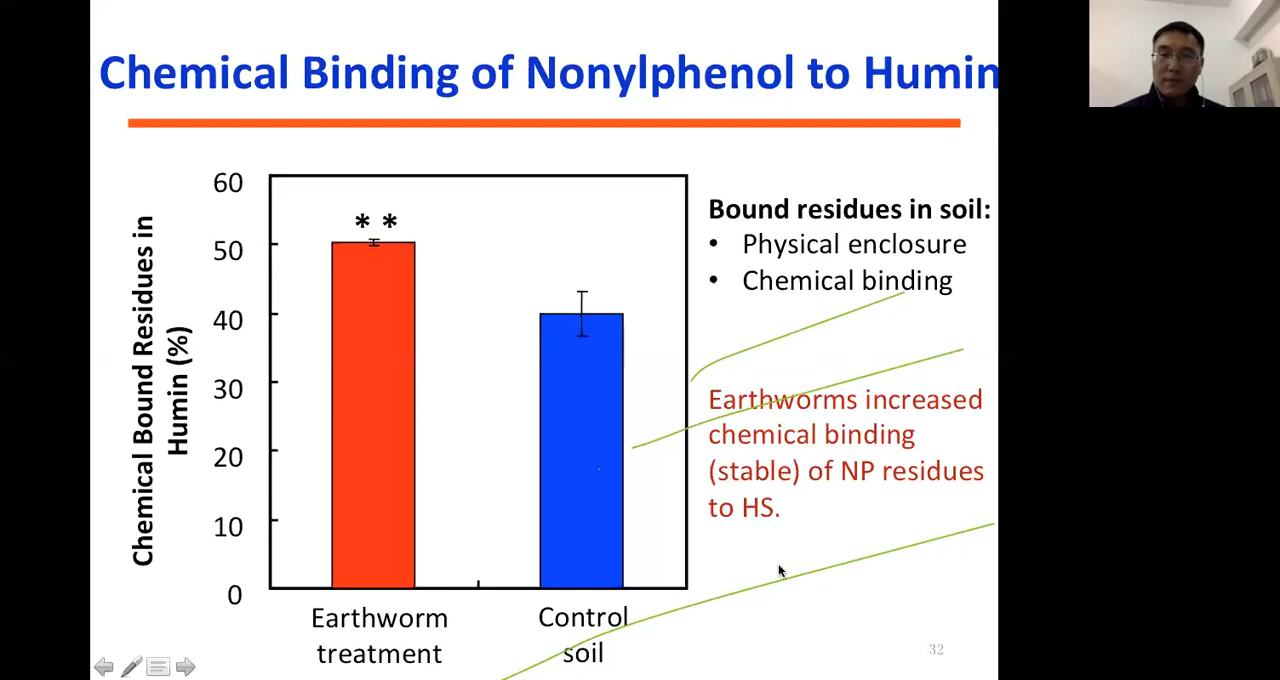 Chemical Binding of Nonylphenol to Humin
Chemical Bound Residues in
Humin (%)
60
50
40
30
20
10
0
* *
Earthworm
treatment
Control
soil
Bound residues in soil:
• Physical enclosure
• Chemical binding
Earthworms increased
chemical binding
(stable) of NP residues
to HS.
32